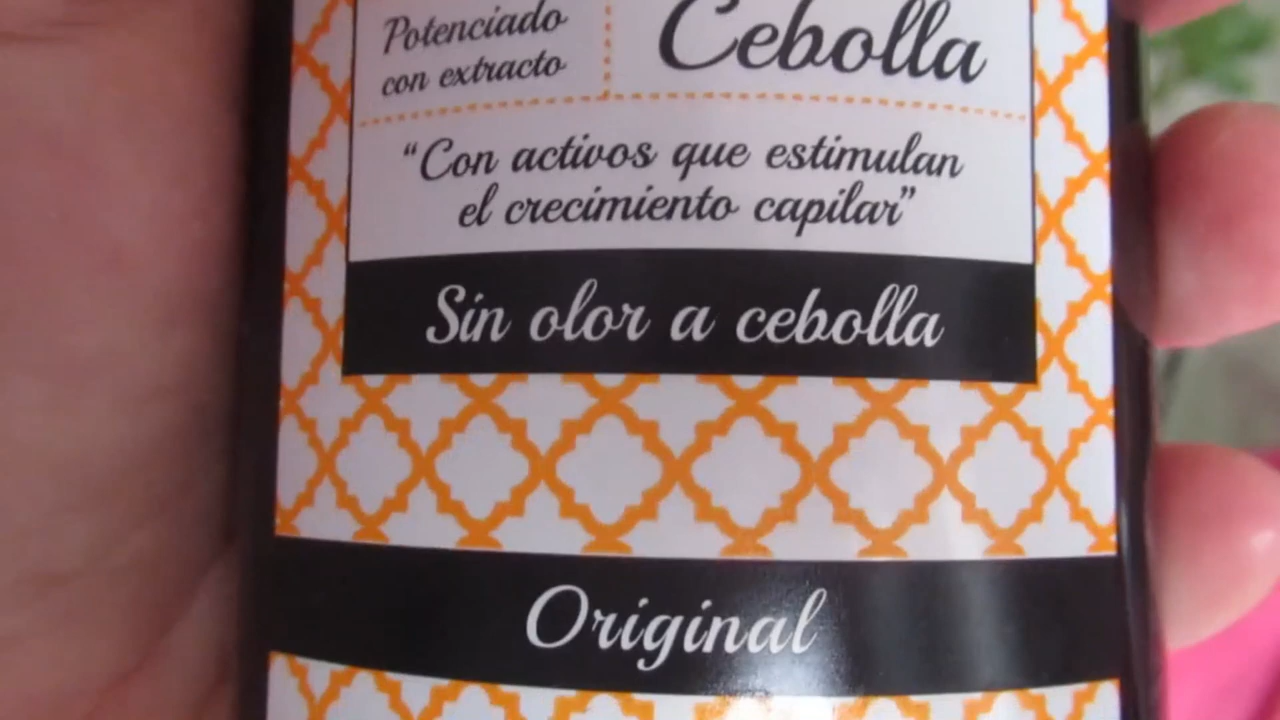 Potenciado
con extracto
Cebolla
“Con activos que estimulan
el crecimiento capilar”
Sin olor a cebolla
Original